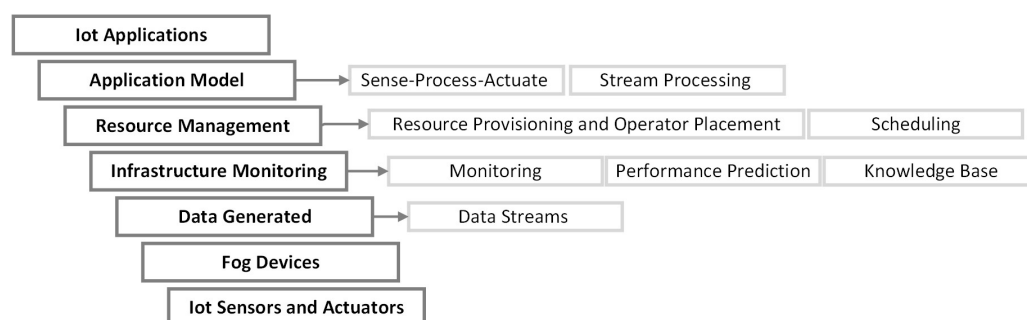 Iot Applications
Application Model
Sense-Process-Actuate
Stream Processing
Resource Management
Resource Provisioning and Operator Placement
Scheduling
Infrastructure Monitoring
Monitoring
Performance Prediction
Knowledge Base
Data Generated
Data Streams
Fog Devices
Iot Sensors and Actuators